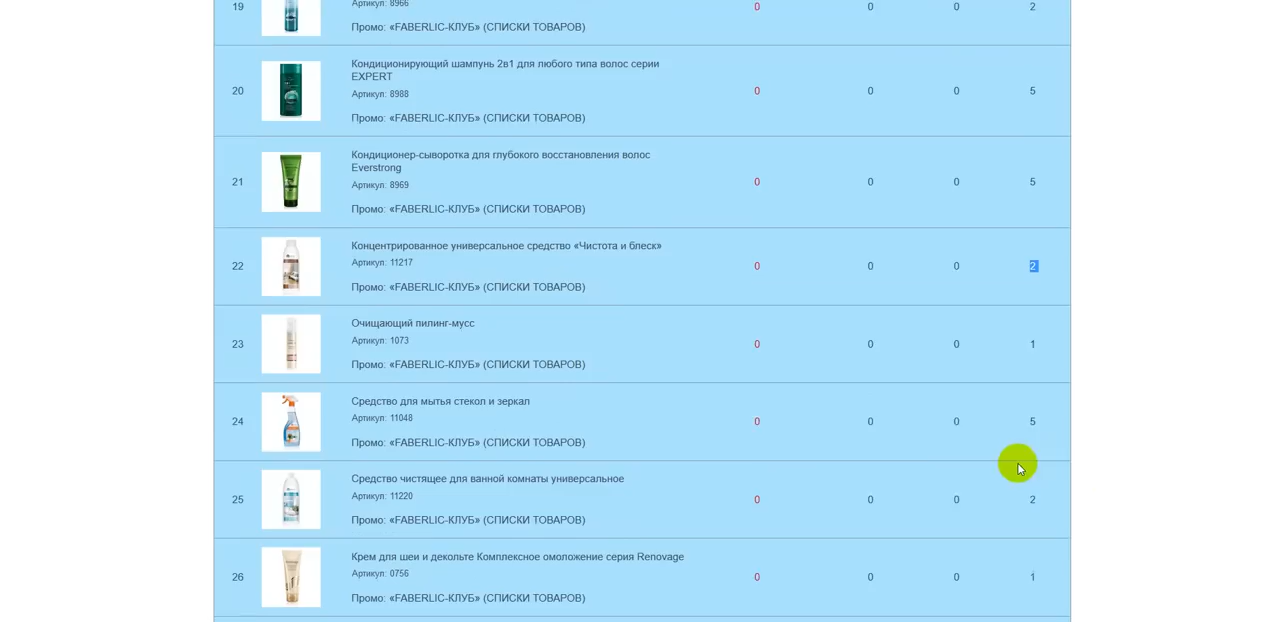 Артикул: 8966
19 0 0 0 2
Промо: «FABERLIC-КЛУБ» (СПИСКИ ТОВАРОВ)
Кондиционирующий шампунь 2в1 для любого типа волос серии
EXPERT
20 0 0 0 5
Артикул: 8988
Промо: «FABERLIC-КЛУБ» (СПИСКИ ТОВАРОВ)
Кондиционер-сыворотка для глубокого восстановления волос
Everstrong
21 0 0 0 5
Артикул: 8969
Промо: «FABERLIC-КЛУБ» (СПИСКИ ТОВАРОВ)
Концентрированное универсальное средство «Чистота и блеск»
Артикул: 11217
22 0 0 0 2
Промо: «FABERLIC-КЛУБ» (СПИСКИ ТОВАРОВ)
Очищающий пилинг-мусс
Артикул: 1073
23 0 0 0 1
Промо: «FABERLIC-КЛУБ» (СПИСКИ ТОВАРОВ)
Средство для мытья стекол и зеркал
Артикул: 11048
24 0 0 0 5
Промо: «FABERLIC-КЛУБ» (СПИСКИ ТОВАРОВ)
Средство чистящее для ванной комнаты универсальное
Артикул: 11220
25 0 0 0 2
Промо: «FABERLIC-КЛУБ» (СПИСКИ ТОВАРОВ)
Крем для шеи и декольте Комплексное омоложение серия Renovage
Артикул: 0756
26 0 0 0 1
Промо: «FABERLIC-КЛУБ» (СПИСКИ ТОВАРОВ)